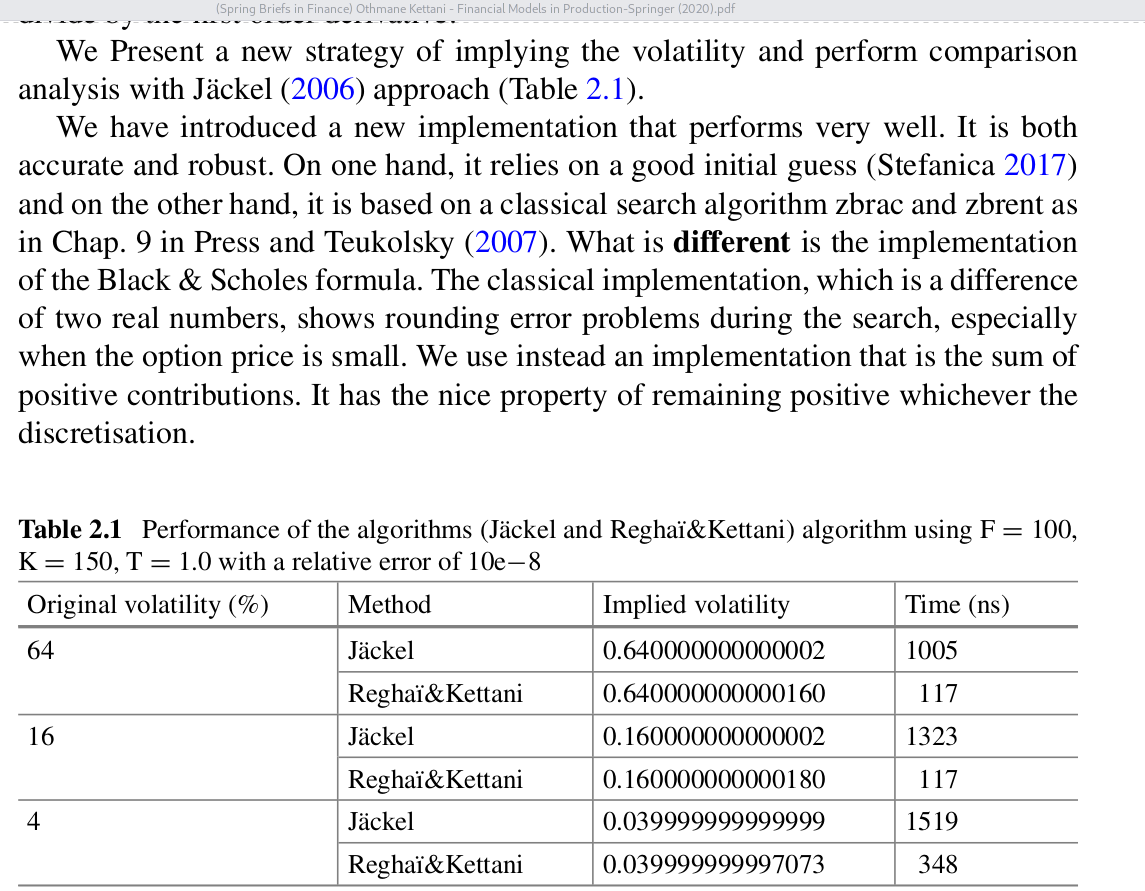 (Spring Briefs in Finance) Othmane Kettani - Financial Models in Production-Springer (2020).pdf
divide by the first order derivative.
We Present a new strategy of implying the volatility and perform comparison
analysis with Jäckel (2006) approach (Table 2.1).
We have introduced a new implementation that performs very well. It is both
accurate and robust. On one hand, it relies on a good initial guess (Stefanica 2017)
and on the other hand, it is based on a classical search algorithm zbrac and zbrent as
in Chap. 9 in Press and Teukolsky (2007). What is different is the implementation
of the Black & Scholes formula. The classical implementation, which is a difference
of two real numbers, shows rounding error problems during the search, especially
when the option price is small. We use instead an implementation that is the sum of
positive contributions. It has the nice property of remaining positive whichever the
discretisation.
Table 2.1 Performance of the algorithms (Jäckel and Reghaï&Kettani) algorithm using F = 100,
K = 150, T = 1.0 with a relative error of 10e−8
Original volatility (%) Method Implied volatility Time (ns)
64 Jäckel 0.640000000000002 1005
Reghaï&Kettani 0.640000000000160 117
16 Jäckel 0.160000000000002 1323
Reghaï&Kettani 0.160000000000180 117
4 Jäckel 0.039999999999999 1519
Reghaï&Kettani 0.039999999997073 348